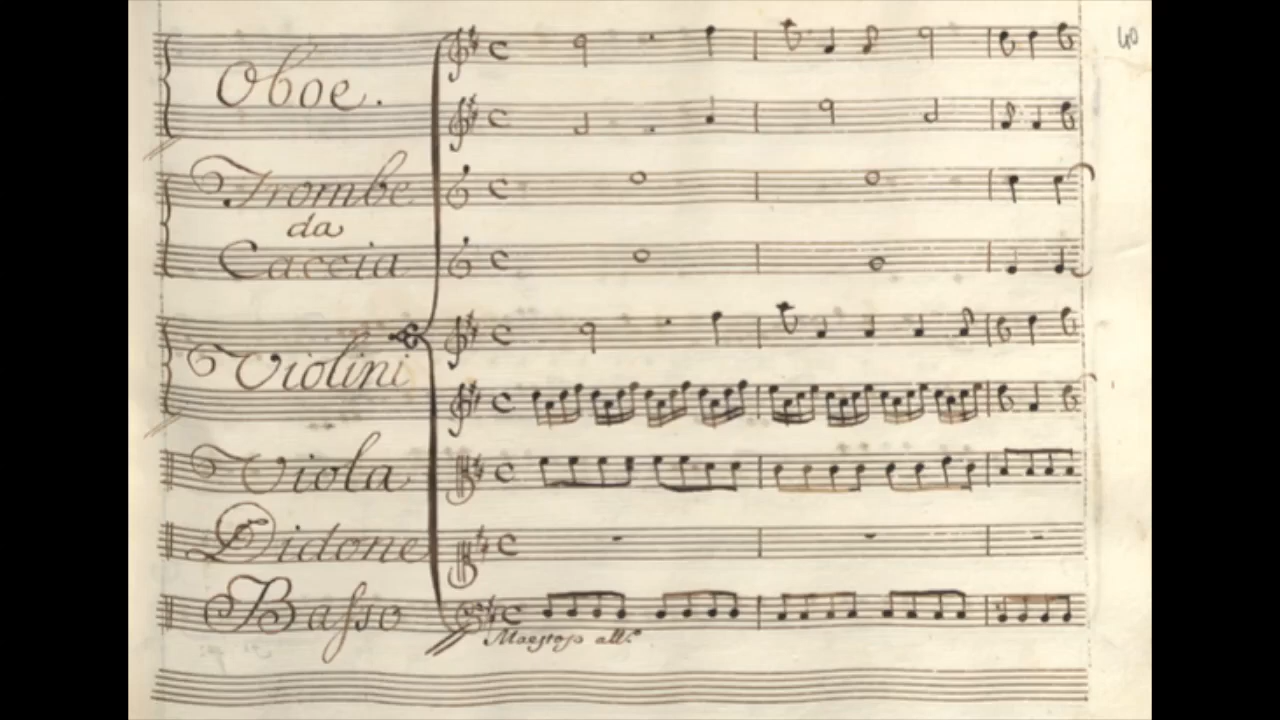 40
Oboe.
Trombe
da
Caccia
Violini
Viola
Didone
Basso
Maestoso all.º